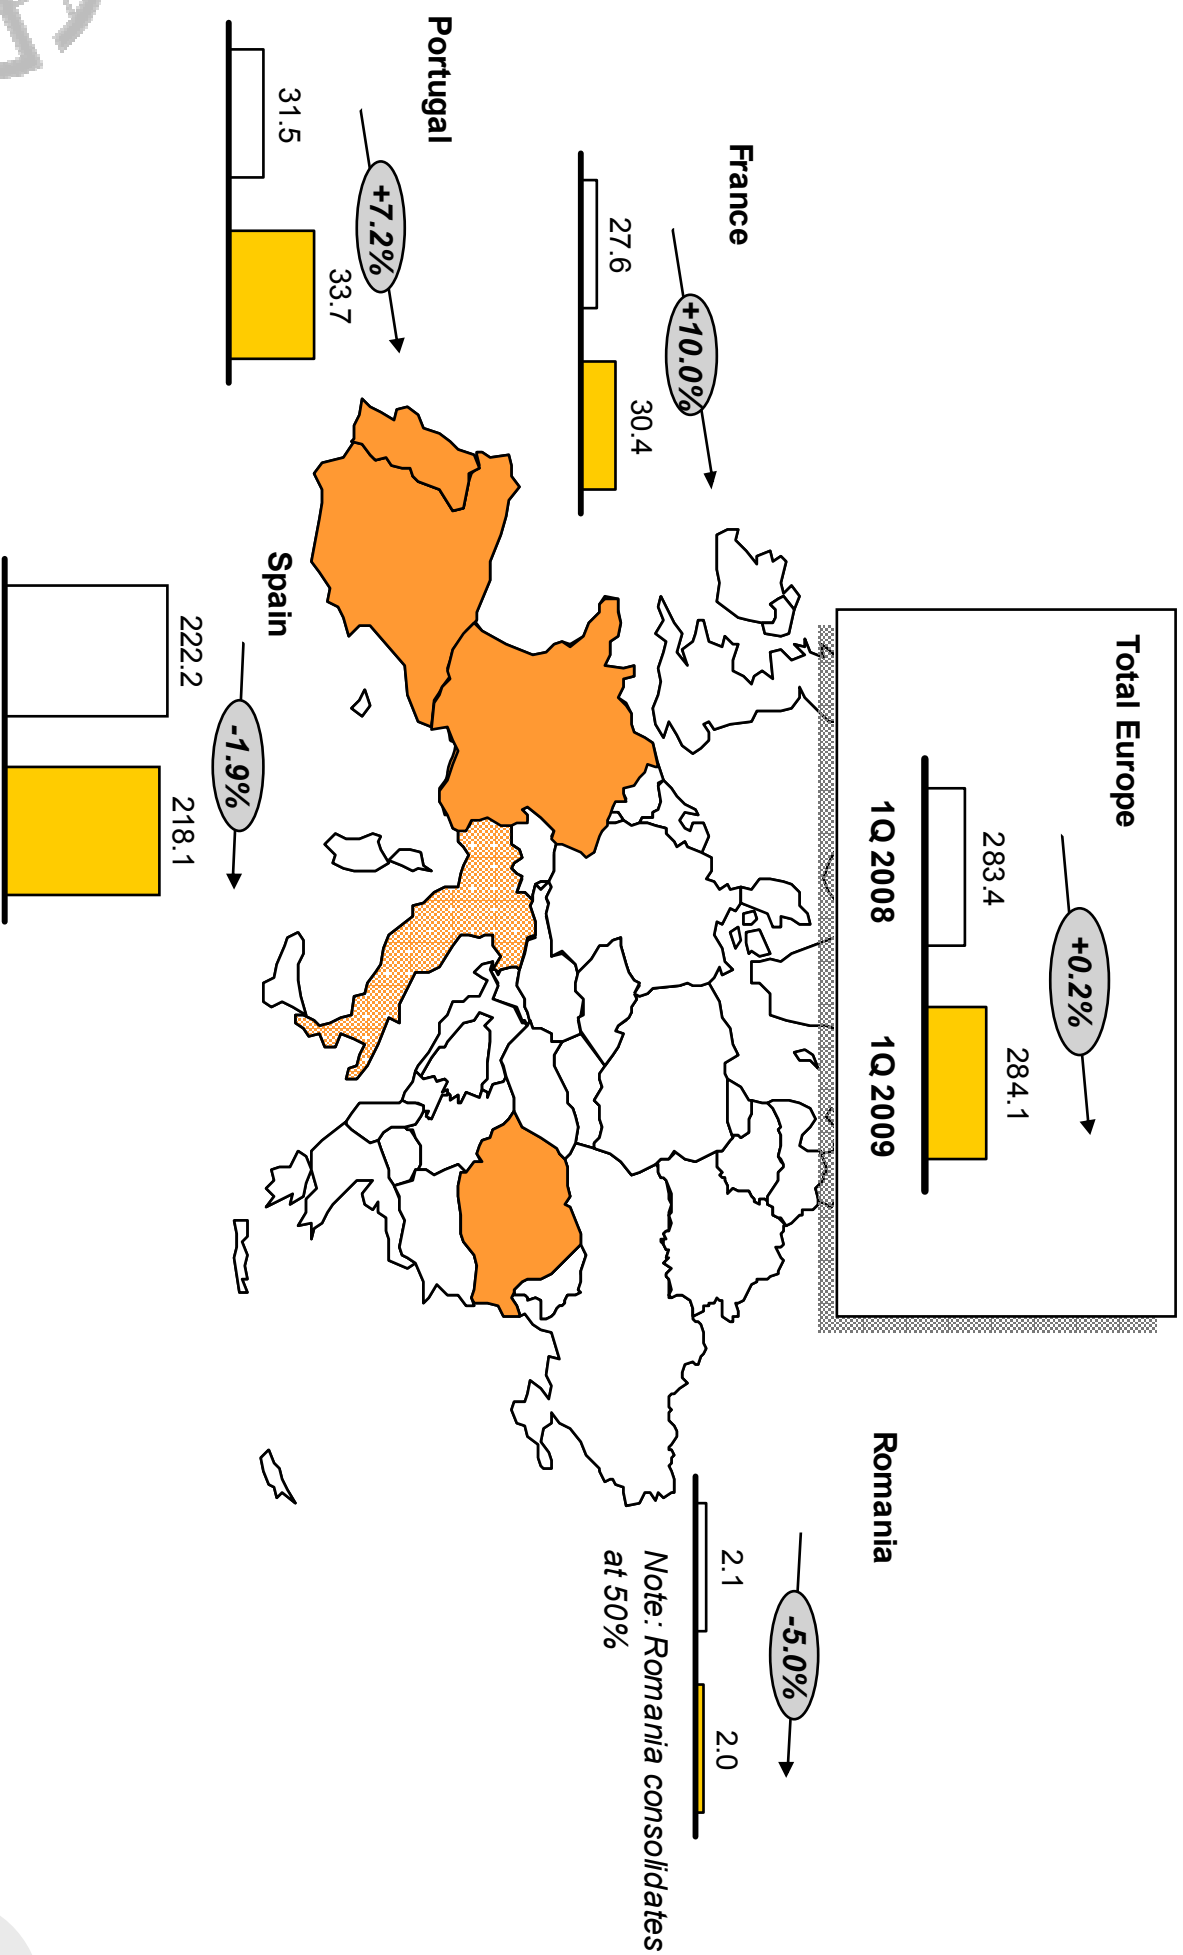 Total Europe
+0.2%
283.4
284.1
1Q 2008
1Q 2009
France
+10.0%
27.6
30.4
Romania
-5.0%
2.1
2.0
Note: Romania consolidates
at 50%
Portugal
+7.2%
31.5
33.7
Spain
-1.9%
222.2
218.1